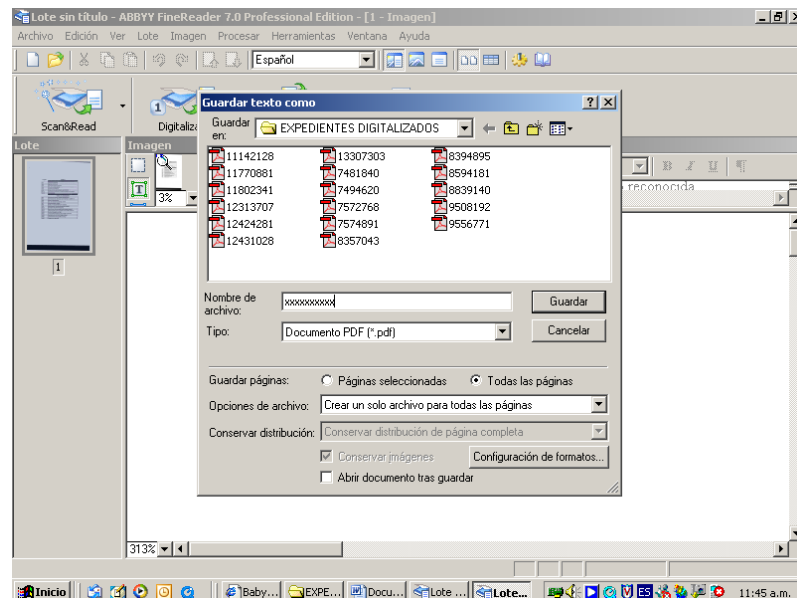 Lote sin título - ABBYY FineReader 7.0 Professional Edition - [1 - Imagen]
Archivo Edición Ver Lote Imagen Procesar Herramientas Ventana Ayuda
Español
Scan&Read
1
Digitaliza
Lote
Imagen
3%
N K U ¶
reconocida
1
313%
Guardar texto como
Guardar en:
EXPEDIENTES DIGITALIZADOS
11142128 13307303 8394895
11770881 7481840 8594181
11802341 7494620 8839140
12313707 7572768 9508192
12424281 7574891 9556771
12431028 8357043
Nombre de archivo:
xxxxxxxxxx
Guardar
Tipo:
Documento PDF (*.pdf)
Cancelar
Guardar páginas:
Páginas seleccionadas
Todas las páginas
Opciones de archivo:
Crear un solo archivo para todas las páginas
Conservar distribución:
Conservar distribución de página completa
Conservar imágenes
Configuración de formatos...
Abrir documento tras guardar
Inicio
Baby...
EXPE...
Docu...
Lote ...
Lote...
ES
11:45 a.m.